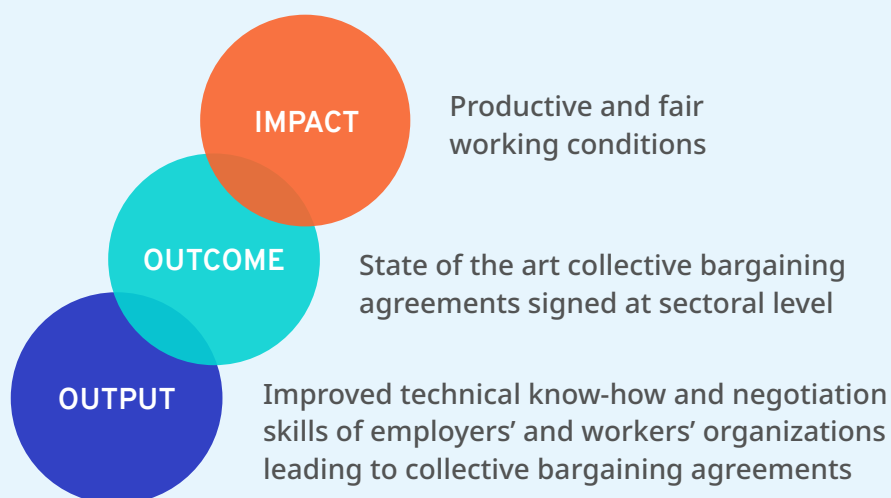 IMPACT
Productive and fair
working conditions
OUTCOME
State of the art collective bargaining
agreements signed at sectoral level
OUTPUT
Improved technical know-how and negotiation
skills of employers’ and workers’ organizations
leading to collective bargaining agreements